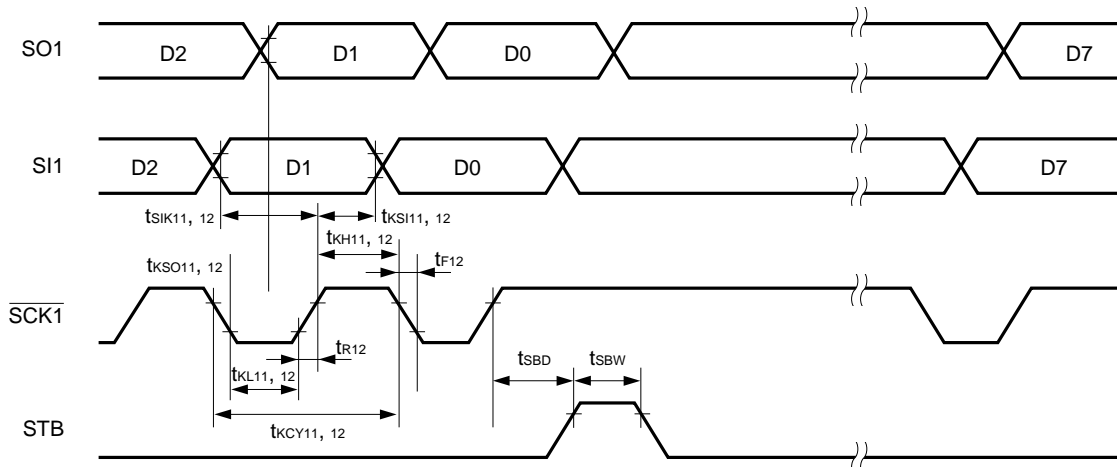 SO1 D2 D1 D0 D7
SI1 D2 D1 D0 D7
tSIK11, 12 tKSI11, 12
tKH11, 12
tKSO11, 12 tF12
SCK1
tR12
tKL11, 12 tSBD tSBW
STB
tKCY11, 12